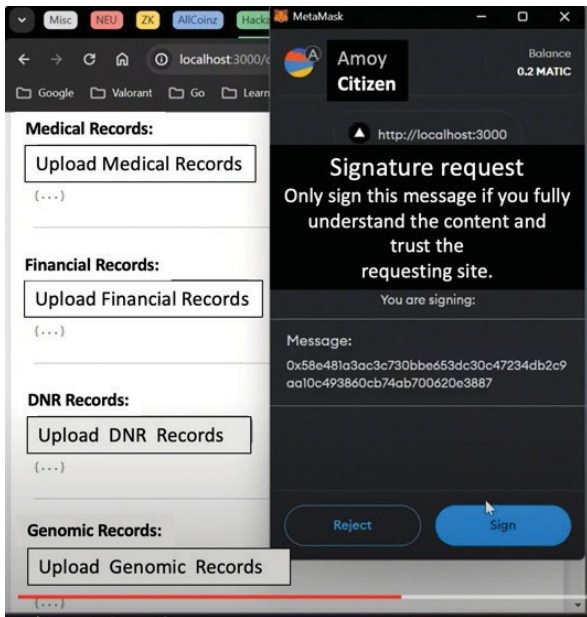 Misc NEU ZK AllCoinz Hacka
localhost:3000/c
Google Valorant Go Learn
Medical Records:
Upload Medical Records
{...}
Financial Records:
Upload Financial Records
{...}
DNR Records:
Upload DNR Records
{...}
Genomic Records:
Upload Genomic Records
{...}
MetaMask
A
Amoy
Citizen
Balance
0.2 MATIC
http://localhost:3000
Signature request
Only sign this message if you fully
understand the content and
trust the
requesting site.
You are signing:
Message:
0x58e481a3ac3c730bbe653dc30c47234db2c9
aa10c493860cb74ab700620e3887
Reject Sign